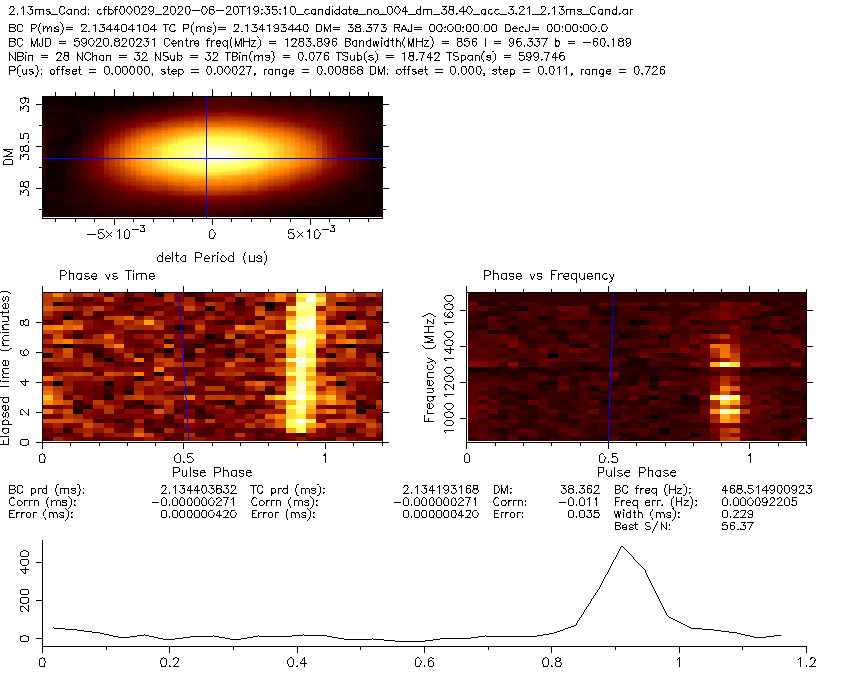 2.13ms_Cand: cfbf00029_2020-06-20T19:35:10_candidate_no_004_dm_38.40_acc_3.21_2.13ms_Cand.ar
BC P(ms)= 2.134404104 TC P(ms)= 2.134193440 DM= 38.373 RAJ= 00:00:00.00 DecJ= 00:00:00.0
BC MJD = 59020.820231 Centre freq(MHz) = 1283.896 Bandwidth(MHz) = 856 l = 96.337 b = -60.189
NBin = 28 NChan = 32 NSub = 32 TBin(ms) = 0.076 TSub(s) = 18.742 TSpan(s) = 599.746
P(us): offset = 0.00000, step = 0.00027, range = 0.00868 DM: offset = 0.000, step = 0.011, range = 0.726
39
38.5
38
DM
−5×10⁻³ 0 5×10⁻³
delta Period (us)
Phase vs Time
8
6
4
2
0
Elapsed Time (minutes)
0 0.5 1
Pulse Phase
Phase vs Frequency
1600
1400
1200
1000
Frequency (MHz)
0 0.5 1
Pulse Phase
BC prd (ms): 2.134403832 TC prd (ms): 2.134193168 DM: 38.362 BC freq (Hz): 468.514900923
Corrn (ms): -0.000000271 Corrn (ms): -0.000000271 Corrn: -0.011 Freq err. (Hz): 0.000092205
Error (ms): 0.000000420 Error (ms): 0.000000420 Error: 0.035 Width (ms): 0.229
Best S/N: 56.37
400
200
0
0 0.2 0.4 0.6 0.8 1 1.2